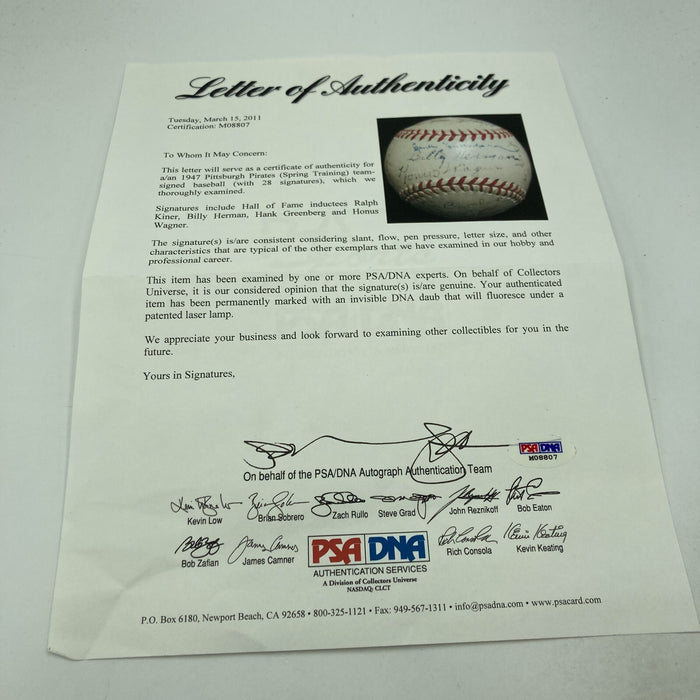 Letter of Authenticity
Tuesday, March 15, 2011
Certification: M08807
To Whom It May Concern:
This letter will serve as a certificate of authenticity for
a/an 1947 Pittsburgh Pirates (Spring Training) team-
signed baseball (with 28 signatures), which we
thoroughly examined.
Signatures include Hall of Fame inductees Ralph
Kiner, Billy Herman, Hank Greenberg and Honus
Wagner.
Billy Herman
Honus Wagner
The signature(s) is/are consistent considering slant, flow, pen pressure, letter size, and other
characteristics that are typical of the other exemplars that we have examined in our hobby and
professional career.
This item has been examined by one or more PSA/DNA experts. On behalf of Collectors
Universe, it is our considered opinion that the signature(s) is/are genuine. Your authenticated
item has been permanently marked with an invisible DNA daub that will fluoresce under a
patented laser lamp.
We appreciate your business and look forward to examining other collectibles for you in the
future.
Yours in Signatures,
PSA DNA
M08807
On behalf of the PSA/DNA Autograph Authentication Team
Kevin Low Brian Sobrero Zach Rullo Steve Grad John Reznikoff Bob Eaton
Bob Zafian James Camner Rich Consola Kevin Keating
PSA DNA
AUTHENTICATION SERVICES
A Division of Collectors Universe
NASDAQ: CLCT
P.O. Box 6180, Newport Beach, CA 92658 • 800-325-1121 • Fax: 949-567-1311 • info@psadna.com • www.psacard.com